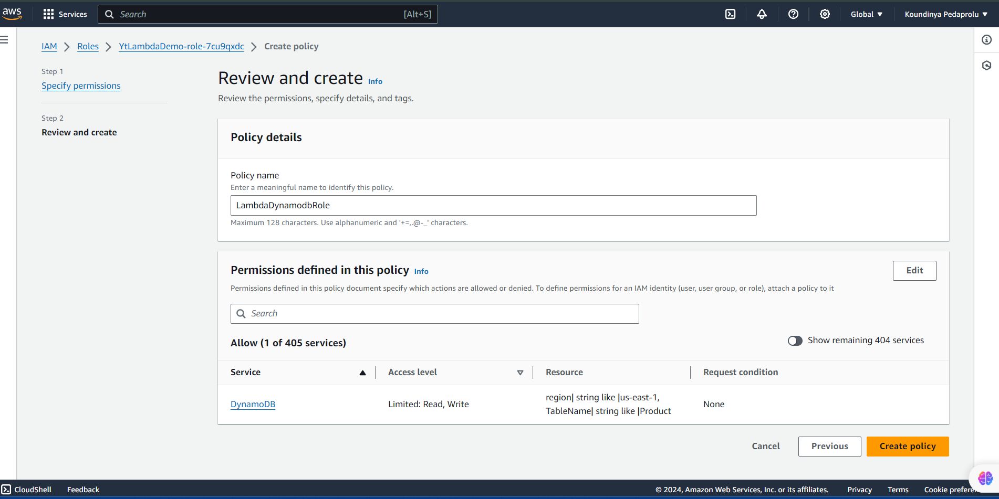 aws
Services
Search
[Alt+S]
Global
Koundinya Pedaprolu
IAM
Roles
YtLambdaDemo-role-7cu9qxdc
Create policy
Step 1
Specify permissions
Step 2
Review and create
Review and create Info
Review the permissions, specify details, and tags.
Policy details
Policy name
Enter a meaningful name to identify this policy.
LambdaDynamodbRole
Maximum 128 characters. Use alphanumeric and '+=,.@-_' characters.
Permissions defined in this policy Info
Edit
Permissions defined in this policy document specify which actions are allowed or denied. To define permissions for an IAM identity (user, user group, or role), attach a policy to it
Search
Allow (1 of 405 services)
Show remaining 404 services
Service
Access level
Resource
Request condition
DynamoDB
Limited: Read, Write
region| string like |us-east-1,
TableName| string like |Product
None
Cancel
Previous
Create policy
CloudShell
Feedback
© 2024, Amazon Web Services, Inc. or its affiliates.
Privacy
Terms
Cookie